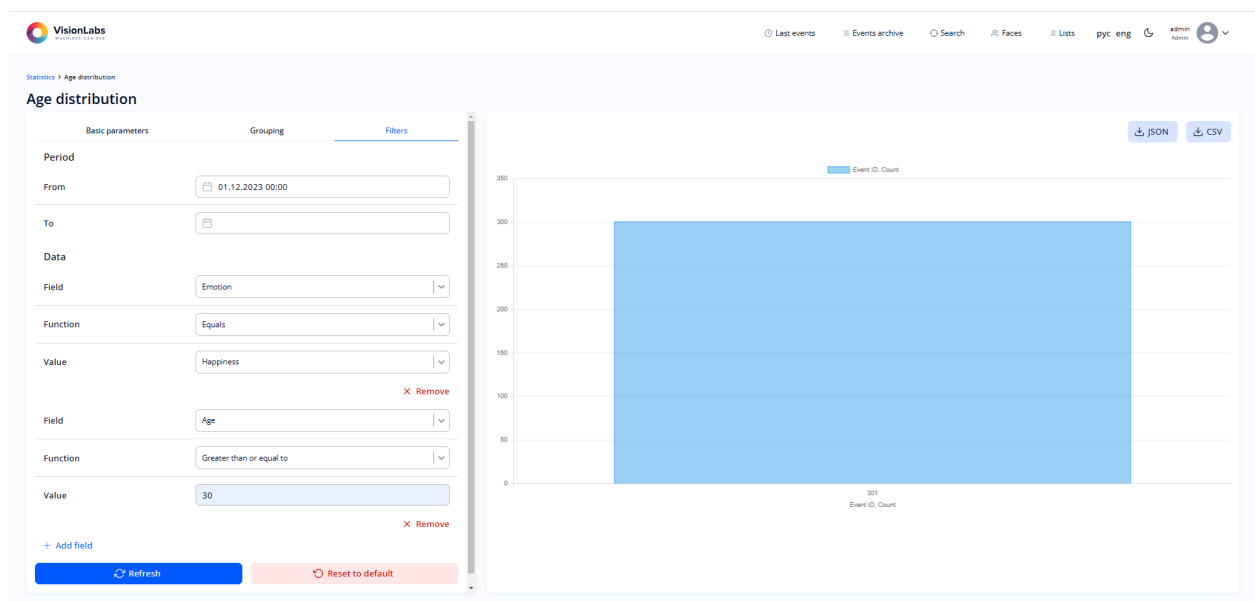 VisionLabs
MACHINES CAN SEE
Last events
Events archive
Search
Faces
Lists
рус eng
admin
Admin
Statistics > Age distribution
Age distribution
Basic parameters
Grouping
Filters
Period
From
01.12.2023 00:00
To
Data
Field
Emotion
Function
Equals
Value
Happiness
× Remove
Field
Age
Function
Greater than or equal to
Value
30
× Remove
+ Add field
Refresh
Reset to default
JSON
CSV
Event ID, Count
350
300
250
200
150
100
50
0
301
Event ID, Count